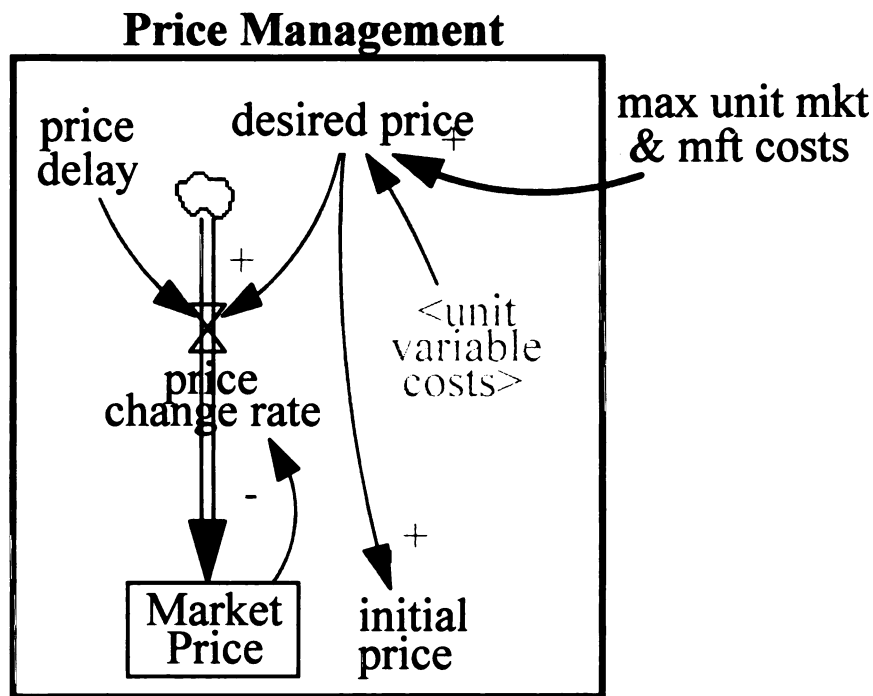 Price Management
price
delay
desired price
+
max unit mkt
& mft costs
+
<unit
variable
costs>
price
change rate
-
+
Market
Price
initial
price